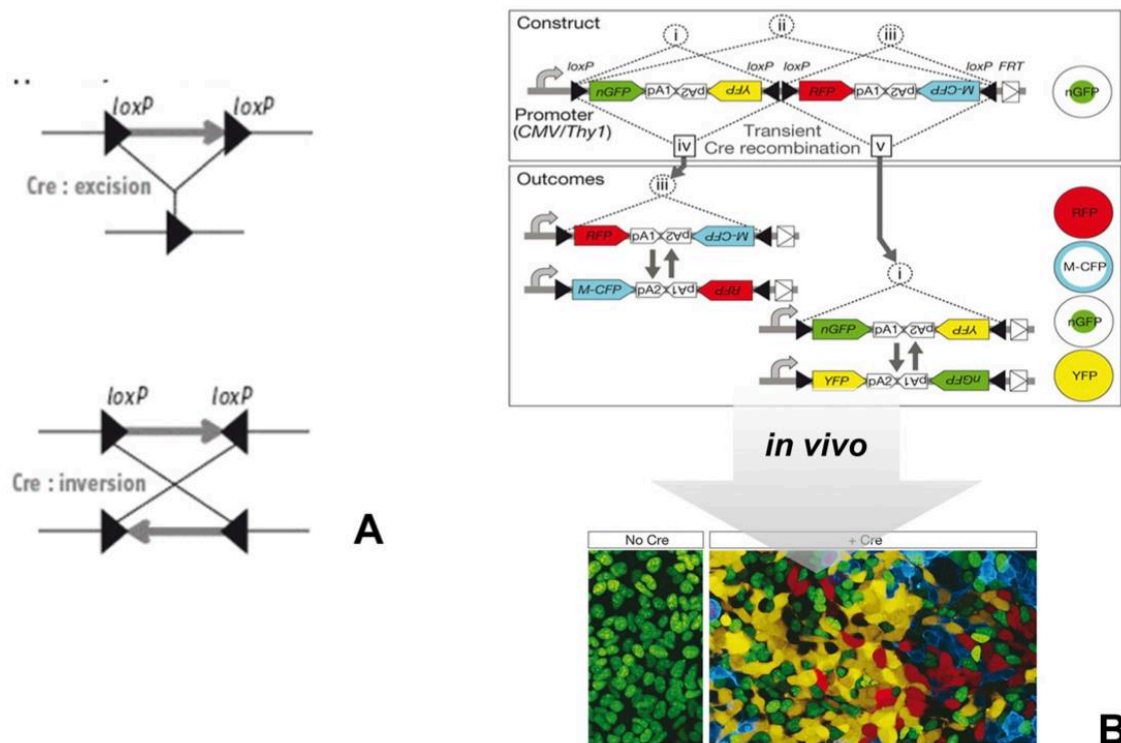 loxP loxP
Cre : excision
loxP loxP
Cre : inversion
A
Construct
i ii iii
loxP loxP loxP loxP FRT
nGFP pA1 pA2 YFP RFP pA1 pA2 M-CFP nGFP
Promoter
(CMV/Thy1)
Transient
Cre recombination
iv v
Outcomes
iii
RFP pA1 pA2 M-CFP
M-CFP pA2 pA1 RFP
i
nGFP pA1 pA2 YFP
YFP pA2 pA1 nGFP
RFP
M-CFP
nGFP
YFP
in vivo
No Cre + Cre
B